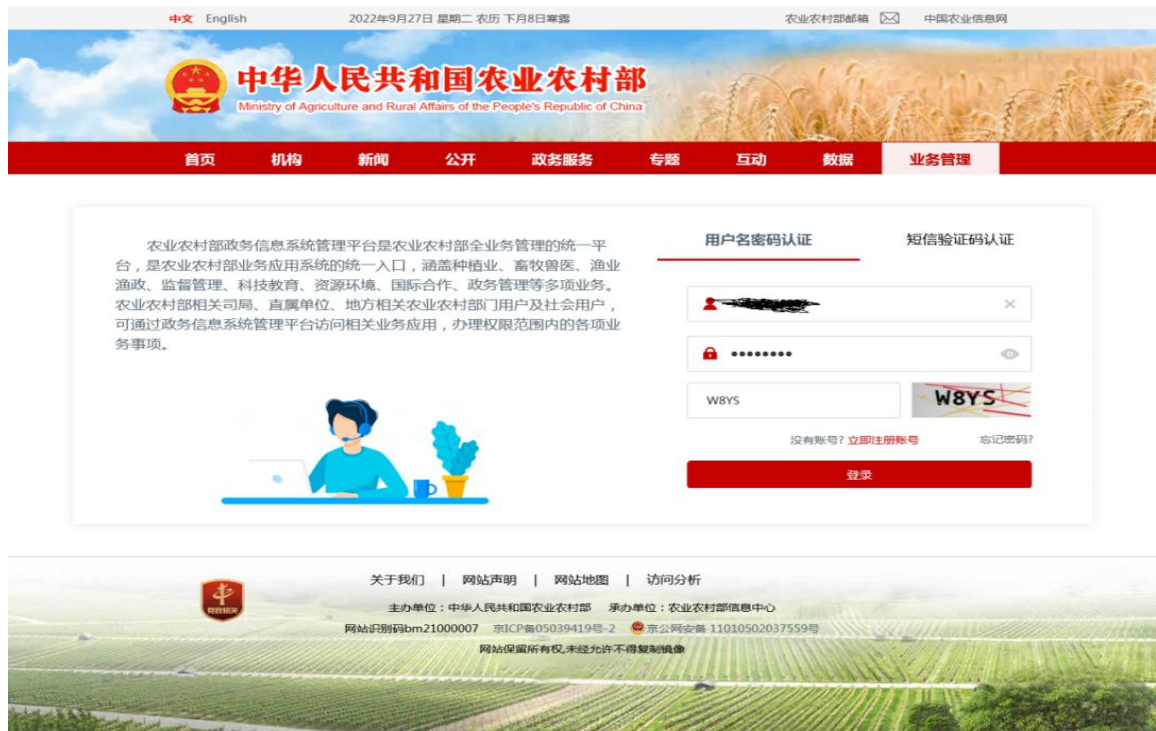 中文 English 2022年9月27日 星期二 农历 下月8日寒露 农业农村部邮箱 中国农业信息网
中华人民共和国农业农村部
Ministry of Agriculture and Rural Affairs of the People's Republic of China
首页 机构 新闻 公开 政务服务 专题 互动 数据 业务管理
农业农村部政务信息系统管理平台是农业农村部全业务管理的统一平
台，是农业农村部业务应用系统的统一入口，涵盖种植业、畜牧兽医、渔业
渔政、监督管理、科技教育、资源环境、国际合作、政务管理等多项业务。
农业农村部相关司局、直属单位、地方相关农业农村部门用户及社会用户，
可通过政务信息系统管理平台访问相关业务应用，办理权限范围内的各项业
务事项。
用户名密码认证 短信验证码认证
W8YS W8YS
没有账号? 立即注册账号 忘记密码?
登录
关于我们 | 网站声明 | 网站地图 | 访问分析
党政机关
主办单位：中华人民共和国农业农村部 承办单位：农业农村部信息中心
网站识别码bm21000007 京ICP备05039419号-2 京公网安备 11010502037559号
网站保留所有权,未经允许不得复制镜像